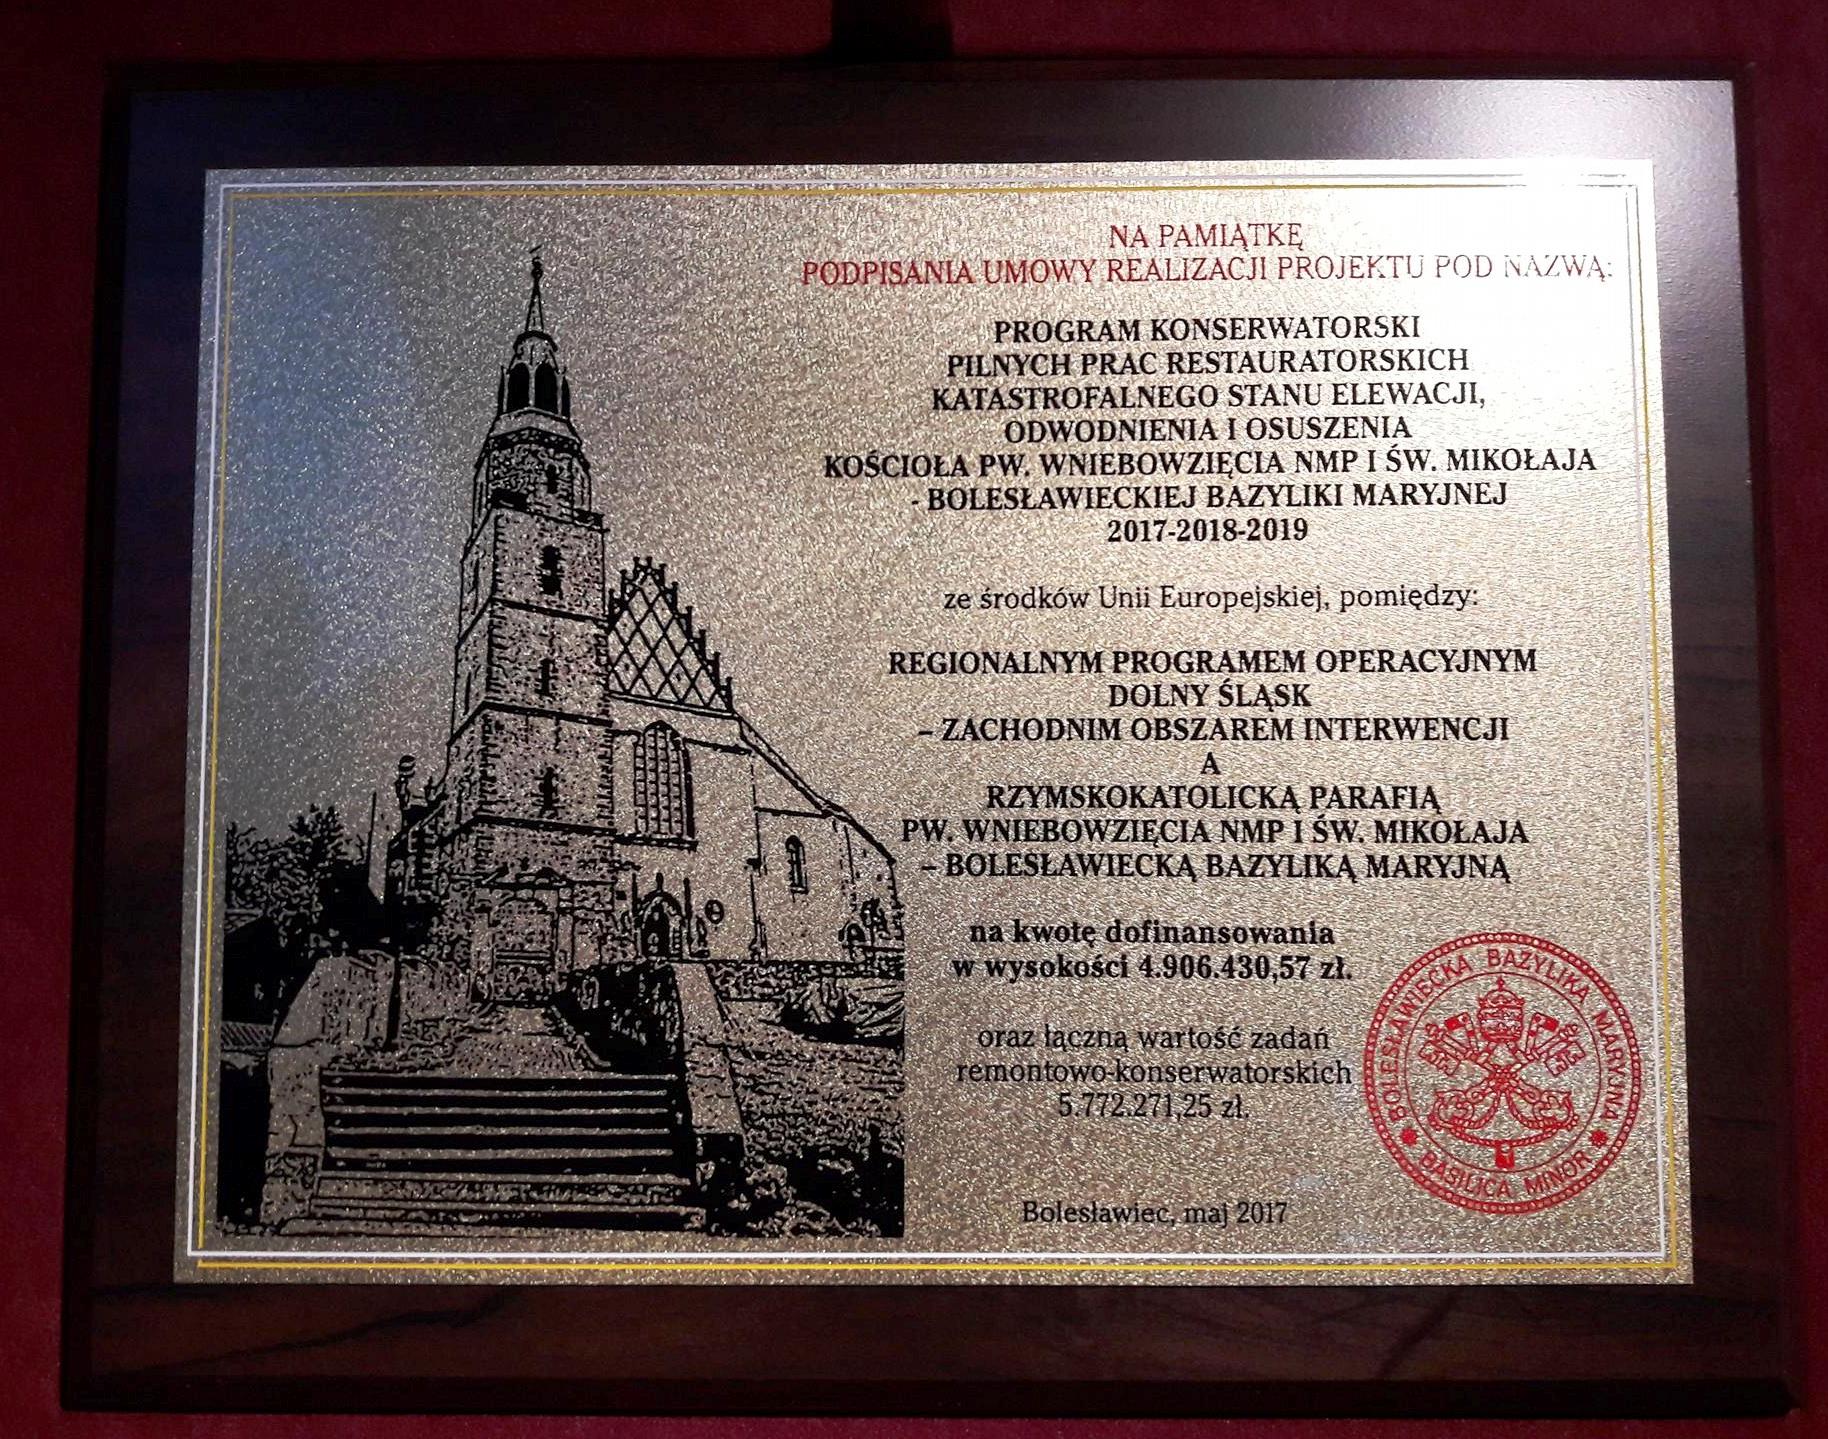 NA PAMIĄTKĘ
PODPISANIA UMOWY REALIZACJI PROJEKTU POD NAZWĄ:
PROGRAM KONSERWATORSKI
PILNYCH PRAC RESTAURATORSKICH
KATASTROFALNEGO STANU ELEWACJI,
ODWODNIENIA I OSUSZENIA
KOŚCIOŁA PW. WNIEBOWZIĘCIA NMP I ŚW. MIKOŁAJA
- BOLESŁAWIECKIEJ BAZYLIKI MARYJNEJ
2017-2018-2019
ze środków Unii Europejskiej, pomiędzy:
REGIONALNYM PROGRAMEM OPERACYJNYM
DOLNY ŚLĄSK
– ZACHODNIM OBSZAREM INTERWENCJI
A
RZYMSKOKATOLICKĄ PARAFIĄ
PW. WNIEBOWZIĘCIA NMP I ŚW. MIKOŁAJA
– BOLESŁAWIECKĄ BAZYLIKĄ MARYJNĄ
na kwotę dofinansowania
w wysokości 4.906.430,57 zł.
oraz łączną wartość zadań
remontowo-konserwatorskich
5.772.271,25 zł.
BOLESŁAWIECKA BAZYLIKA MARYJNA
BASILICA MINOR
Bolesławiec, maj 2017